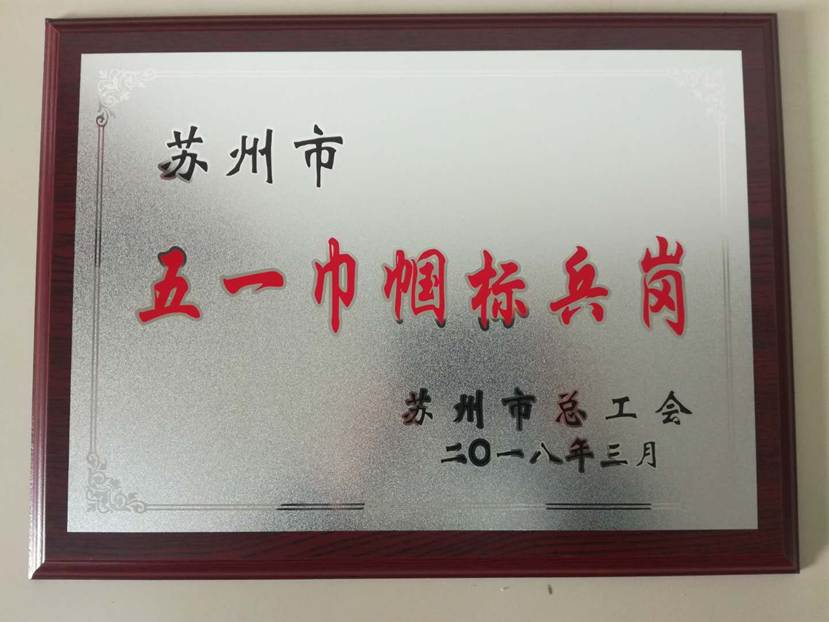 苏州市
五一巾帼标兵岗
苏州市总工会
二〇一八年三月